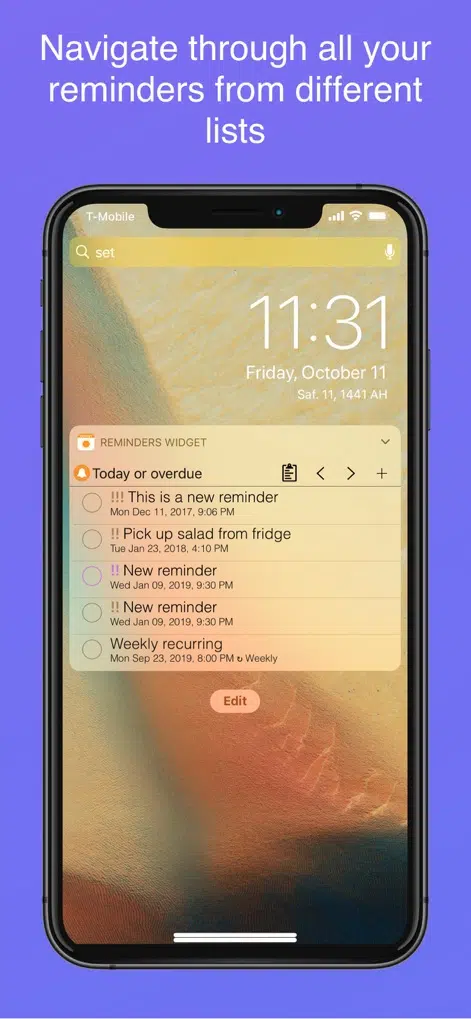 Navigate through all your
reminders from different
lists
T-Mobile
set
11:31
Friday, October 11
Saf. 11, 1441 AH
REMINDERS WIDGET
Today or overdue
!!! This is a new reminder
Mon Dec 11, 2017, 9:06 PM
!! Pick up salad from fridge
Tue Jan 23, 2018, 4:10 PM
!! New reminder
Wed Jan 09, 2019, 9:30 PM
!! New reminder
Wed Jan 09, 2019, 9:30 PM
Weekly recurring
Mon Sep 23, 2019, 8:00 PM ↻ Weekly
Edit